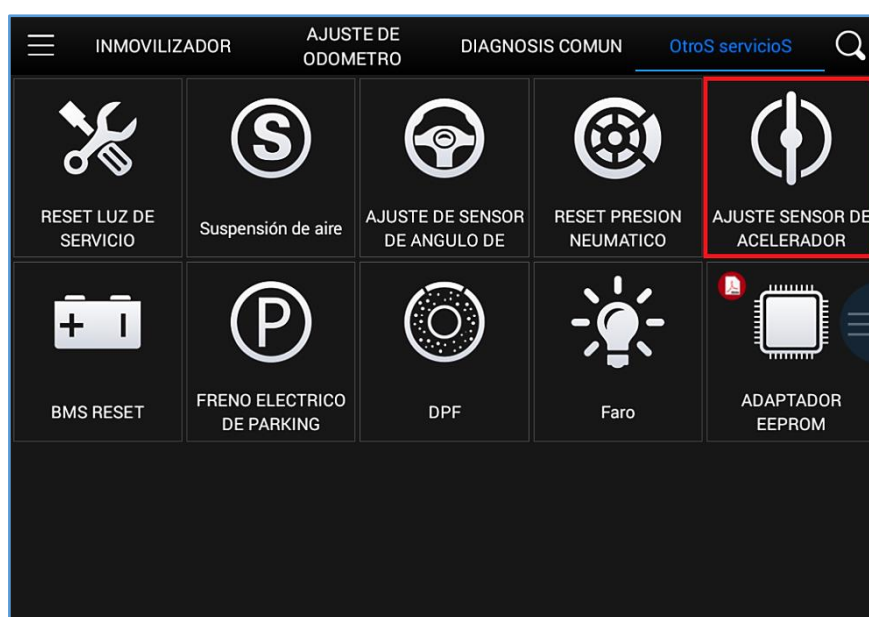 INMOVILIZADOR
AJUSTE DE
ODOMETRO
DIAGNOSIS COMUN
OtroS servicioS
RESET LUZ DE
SERVICIO
S
Suspensión de aire
AJUSTE DE SENSOR
DE ANGULO DE
RESET PRESION
NEUMATICO
AJUSTE SENSOR DE
ACELERADOR
BMS RESET
P
FRENO ELECTRICO
DE PARKING
DPF
Faro
ADAPTADOR
EEPROM